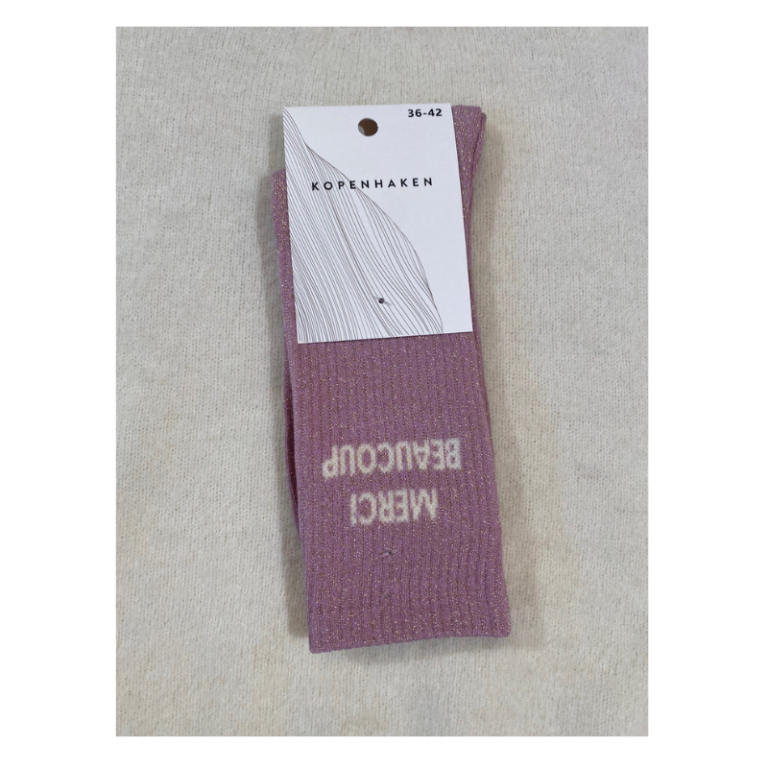 36-42
KOPENHAKEN
MERCI
BEAUCOUP